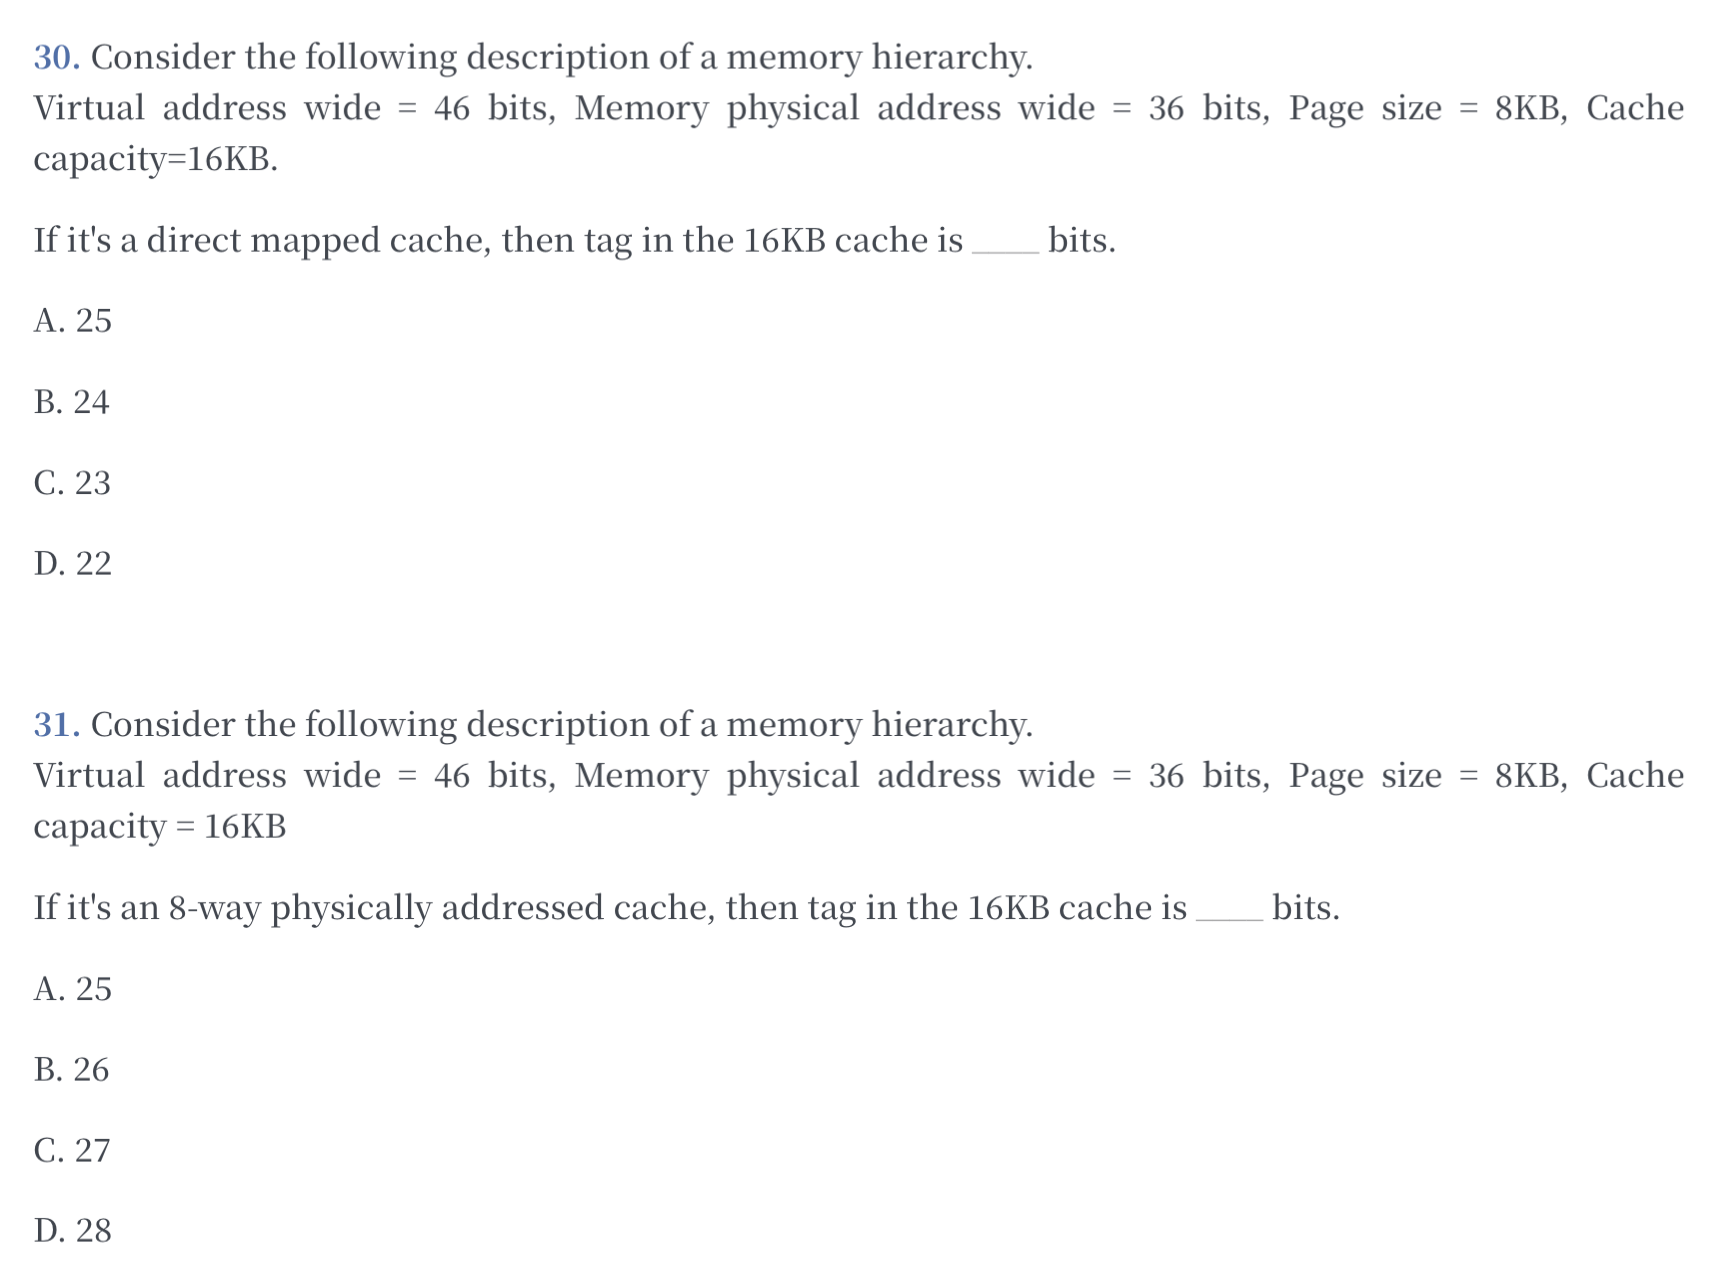 30. Consider the following description of a memory hierarchy.
Virtual address wide = 46 bits, Memory physical address wide = 36 bits, Page size = 8KB, Cache
capacity=16KB.
If it's a direct mapped cache, then tag in the 16KB cache is ____ bits.
A. 25
B. 24
C. 23
D. 22
31. Consider the following description of a memory hierarchy.
Virtual address wide = 46 bits, Memory physical address wide = 36 bits, Page size = 8KB, Cache
capacity = 16KB
If it's an 8-way physically addressed cache, then tag in the 16KB cache is ____ bits.
A. 25
B. 26
C. 27
D. 28